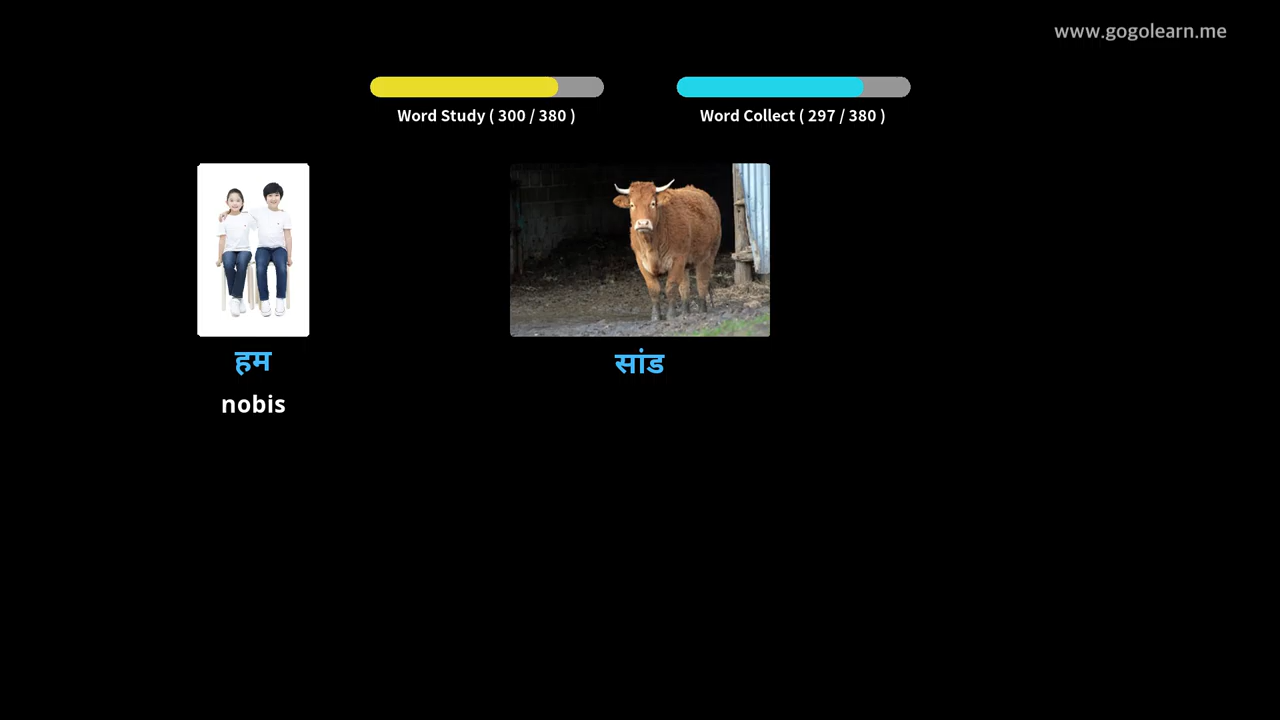 www.gogolearn.me
Word Study ( 300 / 380 )
Word Collect ( 297 / 380 )
हम
सांड
nobis